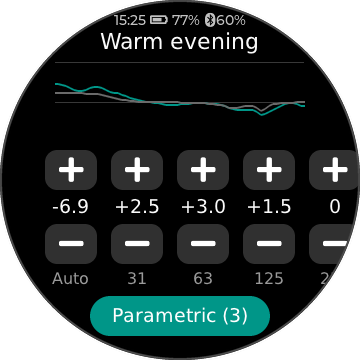 15:25 77% 60%
Warm evening
-6.9 +2.5 +3.0 +1.5 0
Auto 31 63 125
Parametric (3)